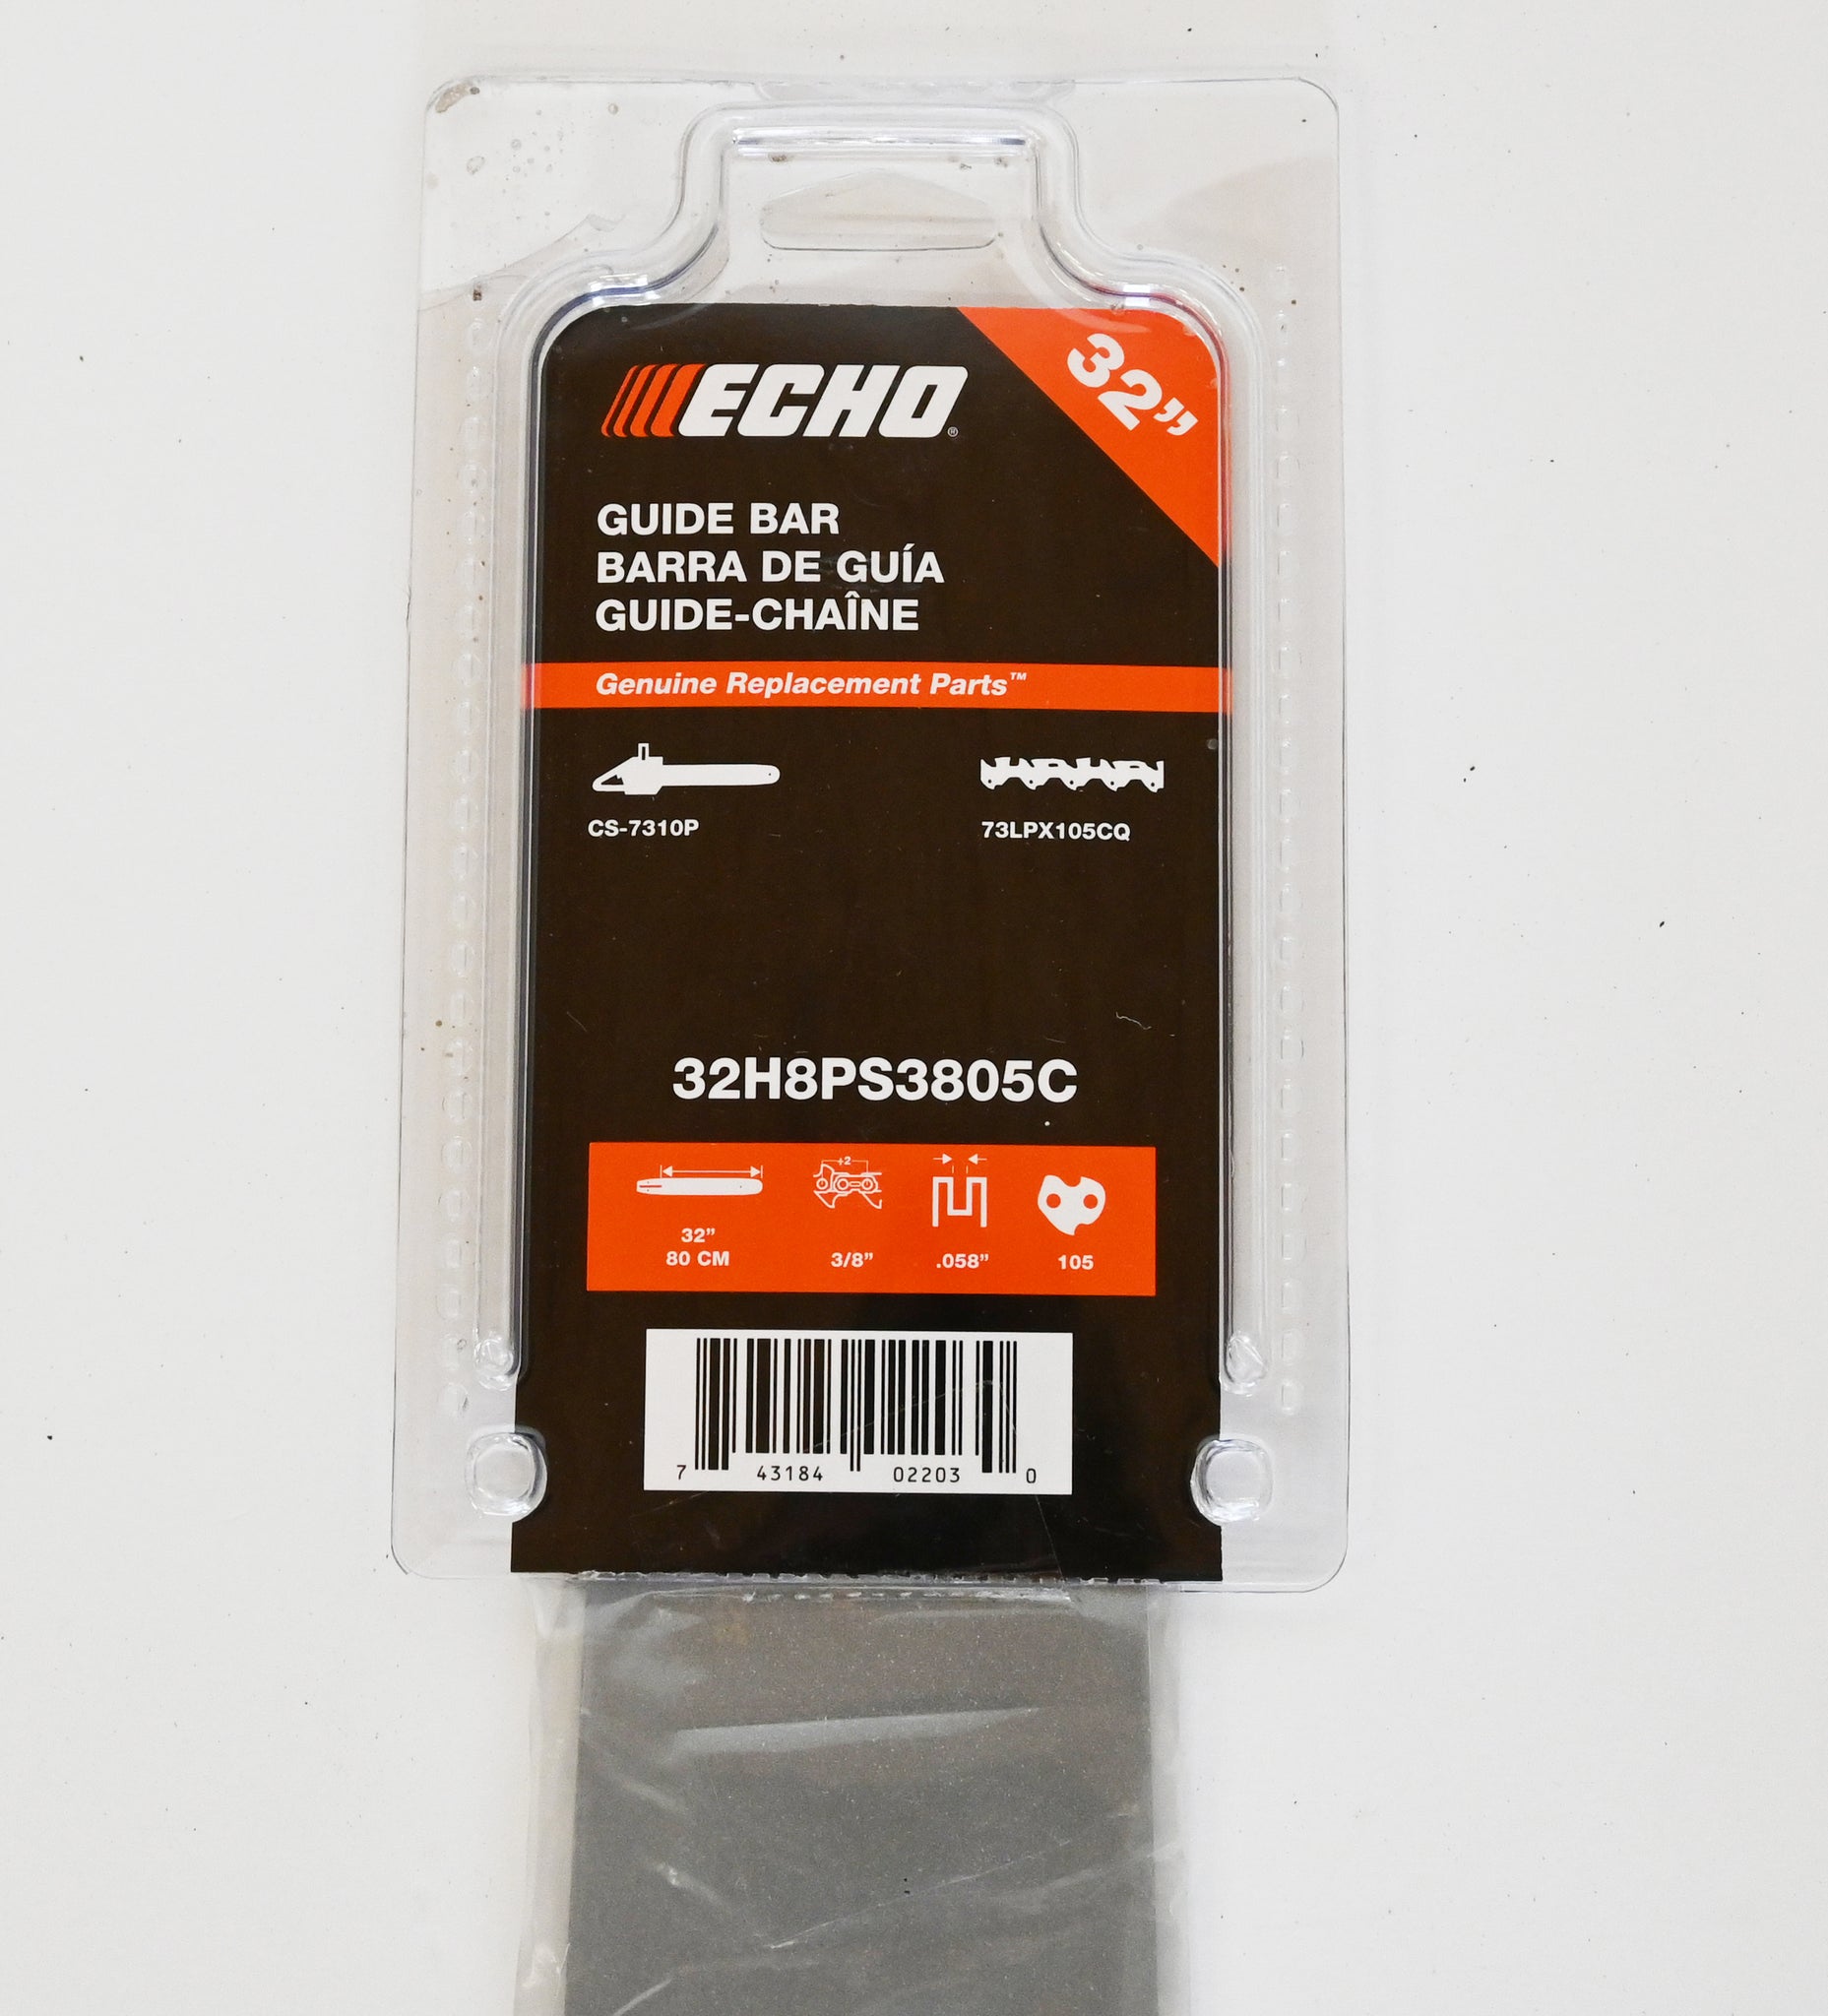 ECHO®
32”
GUIDE BAR
BARRA DE GUÍA
GUIDE-CHAÎNE
Genuine Replacement Parts™
CS-7310P
73LPX105CQ
32H8PS3805C
÷2
32”
80 CM
3/8”
.058”
105
7 43184 02203 0